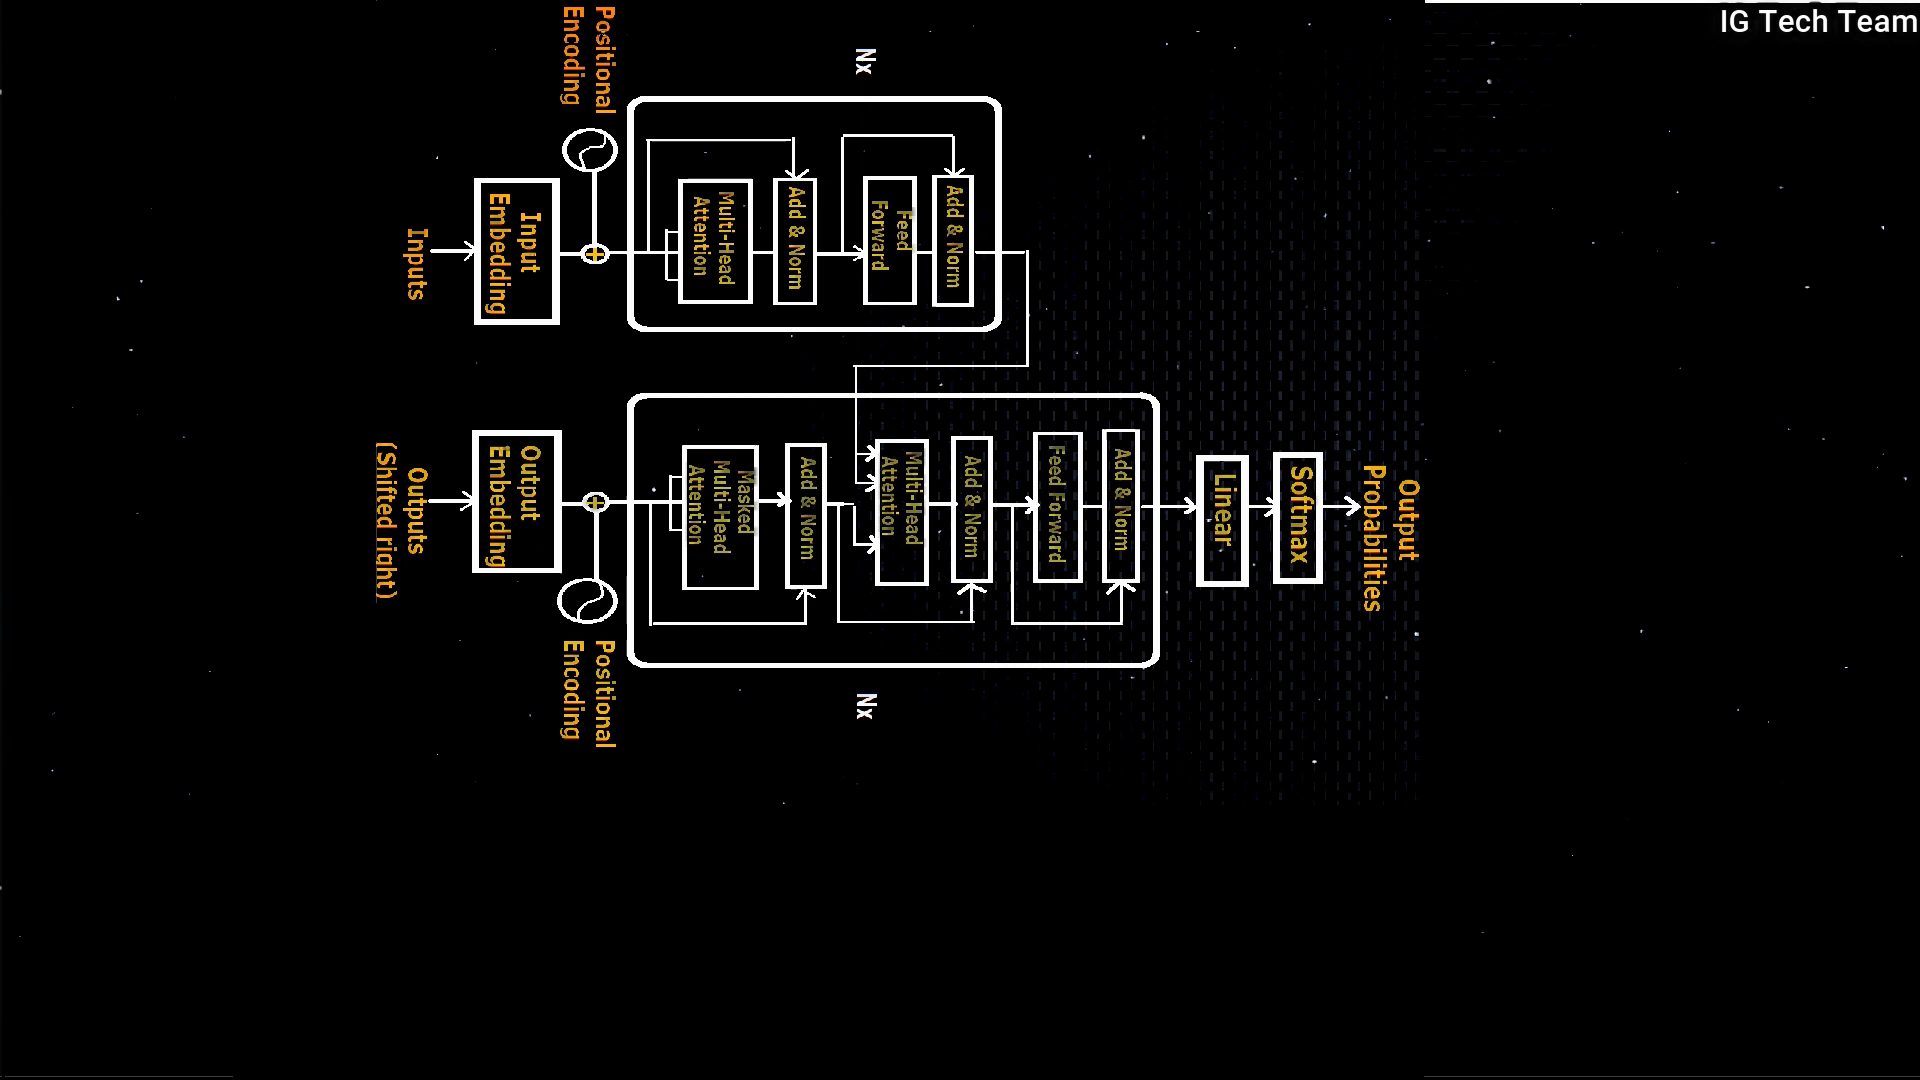 IG Tech Team
Positional
Encoding
Nx
Inputs
Input
Embedding
Multi-Head
Attention
Add & Norm
Feed
Forward
Add & Norm
Outputs
(Shifted right)
Output
Embedding
Positional
Encoding
Masked
Multi-Head
Attention
Add & Norm
Multi-Head
Attention
Add & Norm
Feed Forward
Add & Norm
Nx
Linear
Softmax
Output
Probabilities